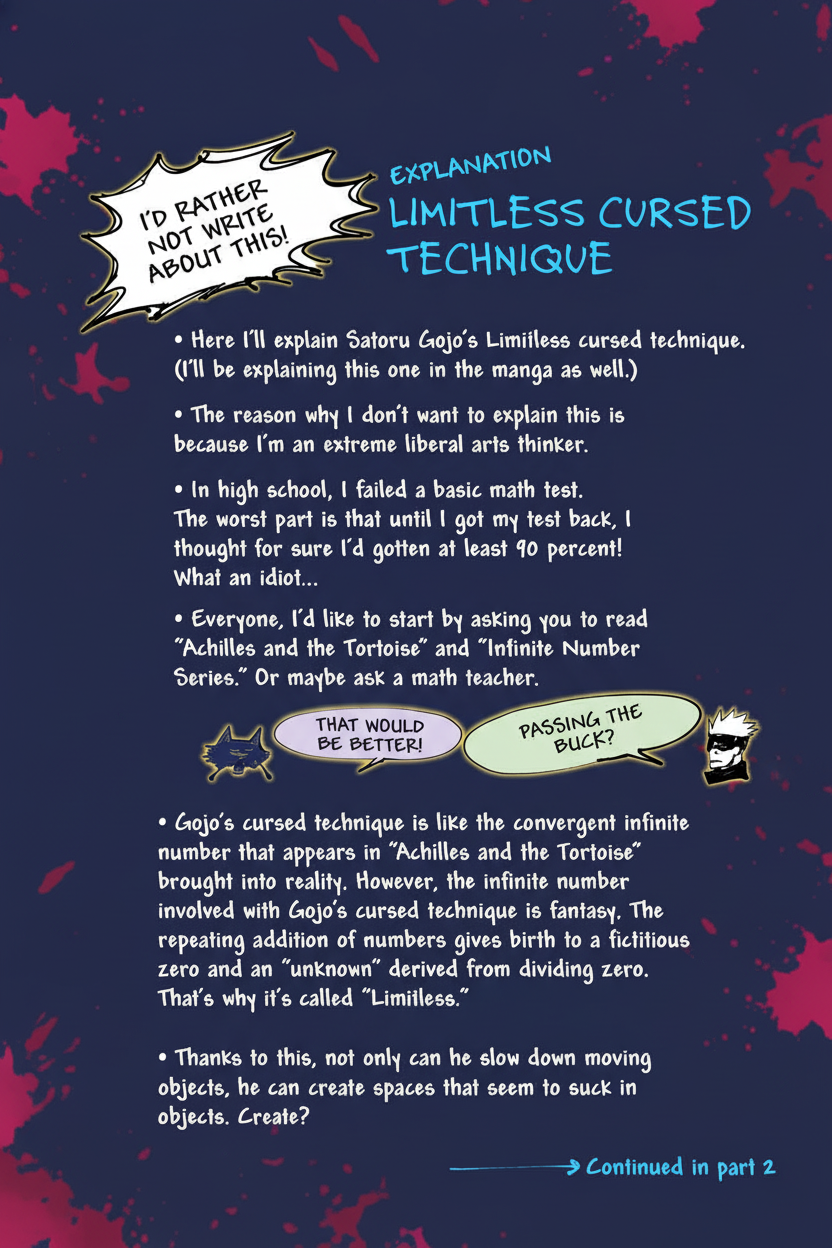 I'D RATHER
NOT WRITE
ABOUT THIS!
EXPLANATION
LIMITLESS CURSED
TECHNIQUE
• Here I'll explain Satoru Gojo's Limitless cursed technique.
(I'll be explaining this one in the manga as well.)
• The reason why I don't want to explain this is
because I'm an extreme liberal arts thinker.
• In high school, I failed a basic math test.
The worst part is that until I got my test back, I
thought for sure I'd gotten at least 90 percent!
What an idiot...
• Everyone, I'd like to start by asking you to read
"Achilles and the Tortoise" and "Infinite Number
Series." Or maybe ask a math teacher.
THAT WOULD
BE BETTER!
PASSING THE
BUCK?
• Gojo's cursed technique is like the convergent infinite
number that appears in "Achilles and the Tortoise"
brought into reality. However, the infinite number
involved with Gojo's cursed technique is fantasy. The
repeating addition of numbers gives birth to a fictitious
zero and an "unknown" derived from dividing zero.
That's why it's called "Limitless."
• Thanks to this, not only can he slow down moving
objects, he can create spaces that seem to suck in
objects. Create?
Continued in part 2